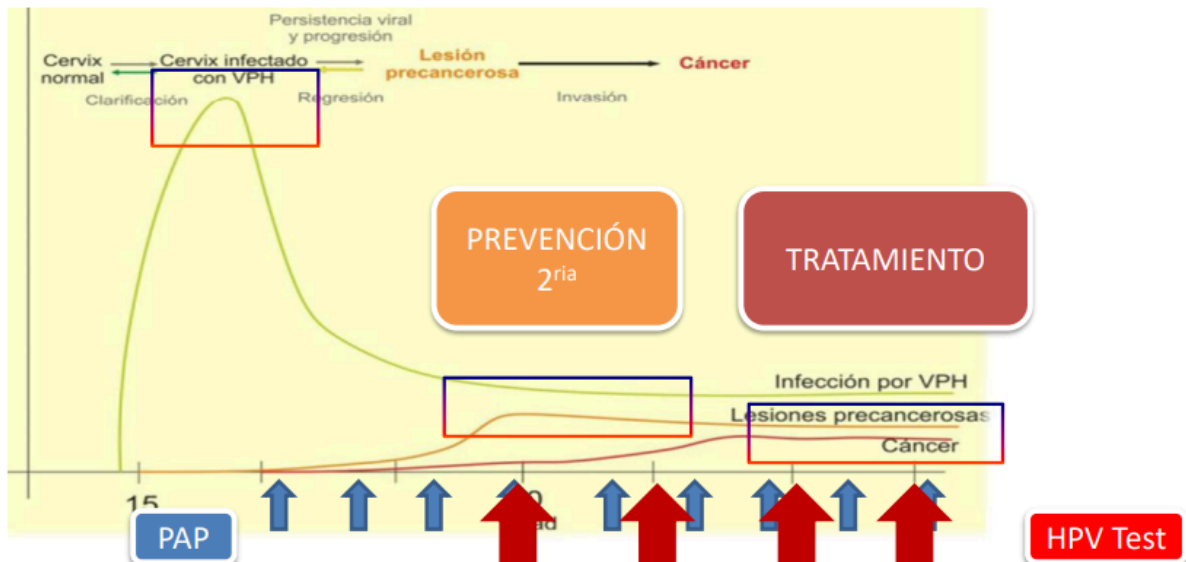 Persistencia viral
y progresión
Cervix
normal
Cervix infectado
con VPH
Lesión
precancerosa
Cáncer
Clarificación
Regresión
Invasión
PREVENCIÓN
2ria
TRATAMIENTO
Infección por VPH
Lesiones precancerosas
Cáncer
15
PAP
HPV Test